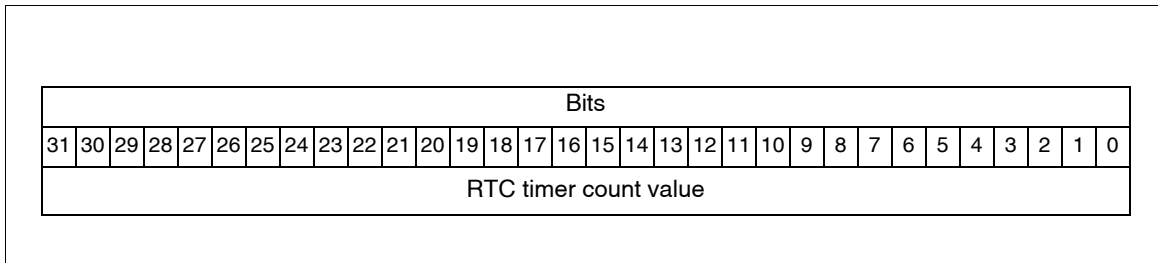 Bits
31 30 29 28 27 26 25 24 23 22 21 20 19 18 17 16 15 14 13 12 11 10 9 8 7 6 5 4 3 2 1 0
RTC timer count value